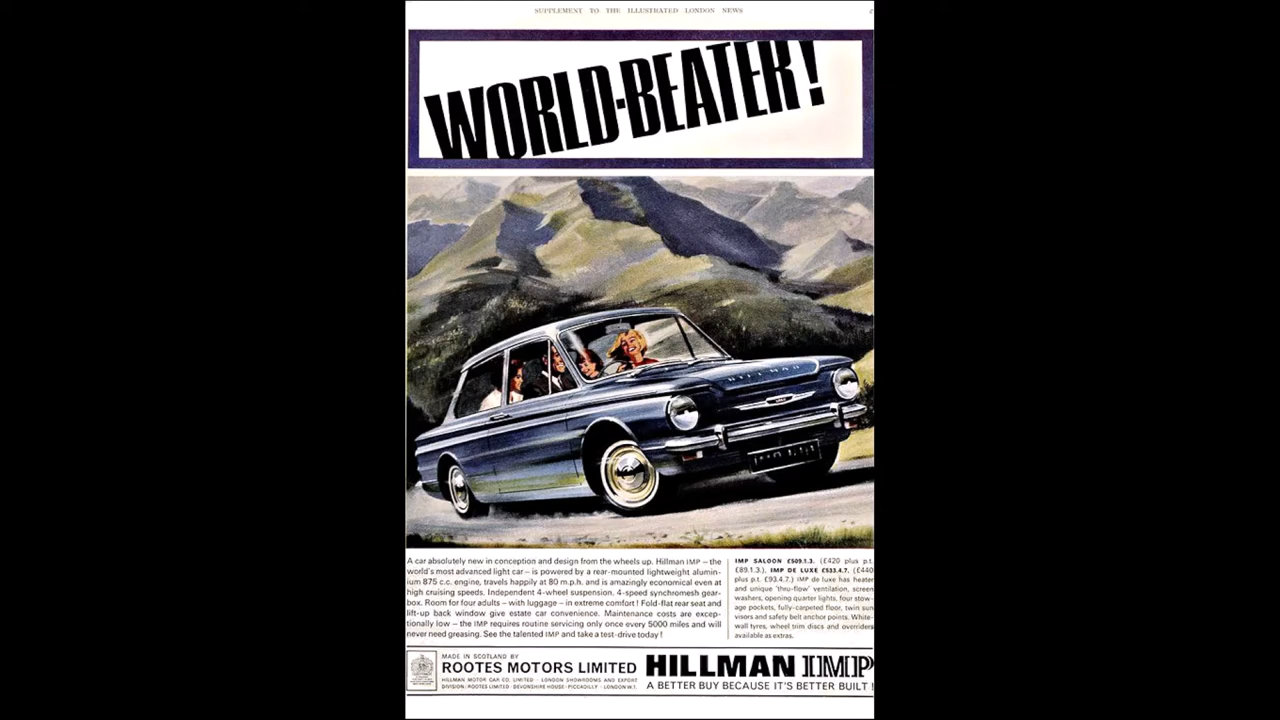 SUPPLEMENT TO THE ILLUSTRATED LONDON NEWS
WORLD-BEATER!
HILLMAN
A car absolutely new in conception and design from the wheels up. Hillman IMP – the
world's most advanced light car – is powered by a rear-mounted lightweight alumin-
ium 875 c.c. engine, travels happily at 80 m.p.h. and is amazingly economical even at
high cruising speeds. Independent 4-wheel suspension. 4-speed synchromesh gear-
box. Room for four adults – with luggage – in extreme comfort! Fold-flat rear seat and
lift-up back window give estate car convenience. Maintenance costs are excep-
tionally low – the IMP requires routine servicing only once every 5000 miles and will
never need greasing. See the talented IMP and take a test-drive today!
IMP SALOON £509.1.3. (£420 plus p.t.
£89.1.3.), IMP DE LUXE £533.4.7. (£440
plus p.t. £93.4.7.) IMP de luxe has heater
and unique 'thru-flow' ventilation, screen
washers, opening quarter lights, four stow-
age pockets, fully-carpeted floor, twin sun
visors and safety belt anchor points. White-
wall tyres, wheel trim discs and overriders
available as extras.
MADE IN SCOTLAND BY
ROOTES MOTORS LIMITED
HILLMAN MOTOR CAR CO. LIMITED · LONDON SHOWROOMS AND EXPORT
DIVISION: ROOTES LIMITED · DEVONSHIRE HOUSE · PICCADILLY · LONDON W.1.
HILLMAN IMP
A BETTER BUY BECAUSE IT'S BETTER BUILT!